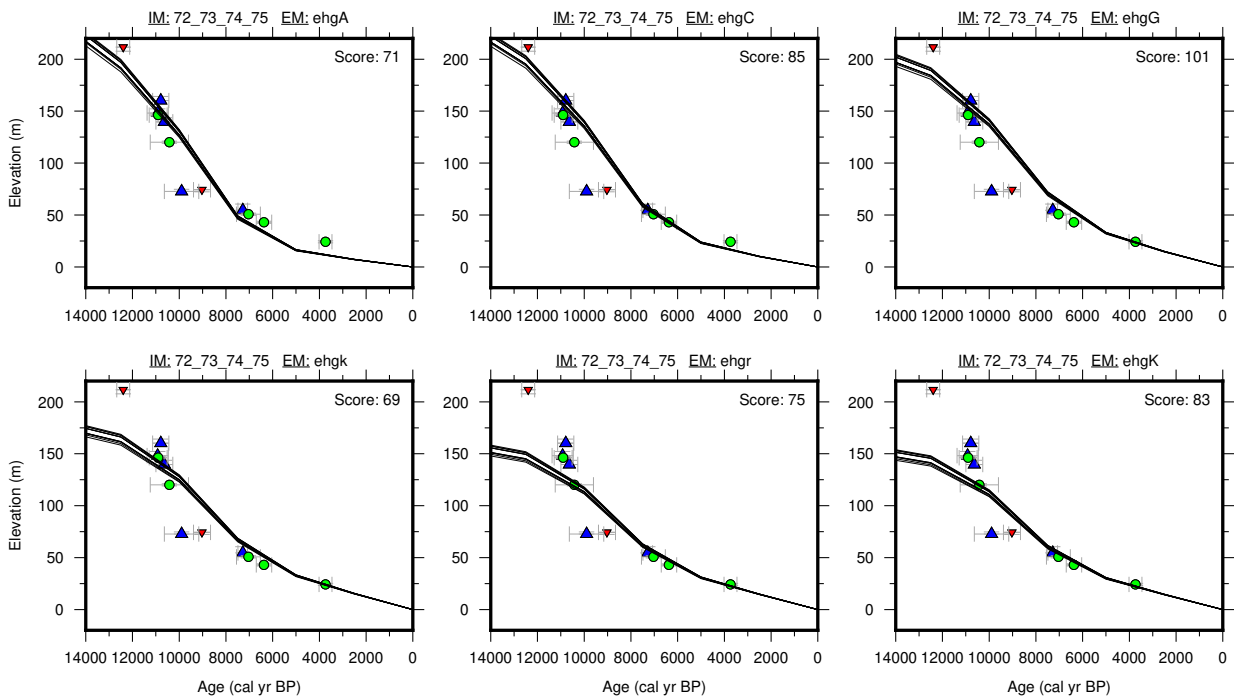 IM: 72_73_74_75 EM: ehgA
IM: 72_73_74_75 EM: ehgC
IM: 72_73_74_75 EM: ehgG
Score: 71
Score: 85
Score: 101
Elevation (m)
200
150
100
50
0
200
150
100
50
0
200
150
100
50
0
14000 12000 10000 8000 6000 4000 2000 0
14000 12000 10000 8000 6000 4000 2000 0
14000 12000 10000 8000 6000 4000 2000 0
IM: 72_73_74_75 EM: ehgk
IM: 72_73_74_75 EM: ehgr
IM: 72_73_74_75 EM: ehgK
Score: 69
Score: 75
Score: 83
Elevation (m)
200
150
100
50
0
200
150
100
50
0
200
150
100
50
0
14000 12000 10000 8000 6000 4000 2000 0
14000 12000 10000 8000 6000 4000 2000 0
14000 12000 10000 8000 6000 4000 2000 0
Age (cal yr BP)
Age (cal yr BP)
Age (cal yr BP)